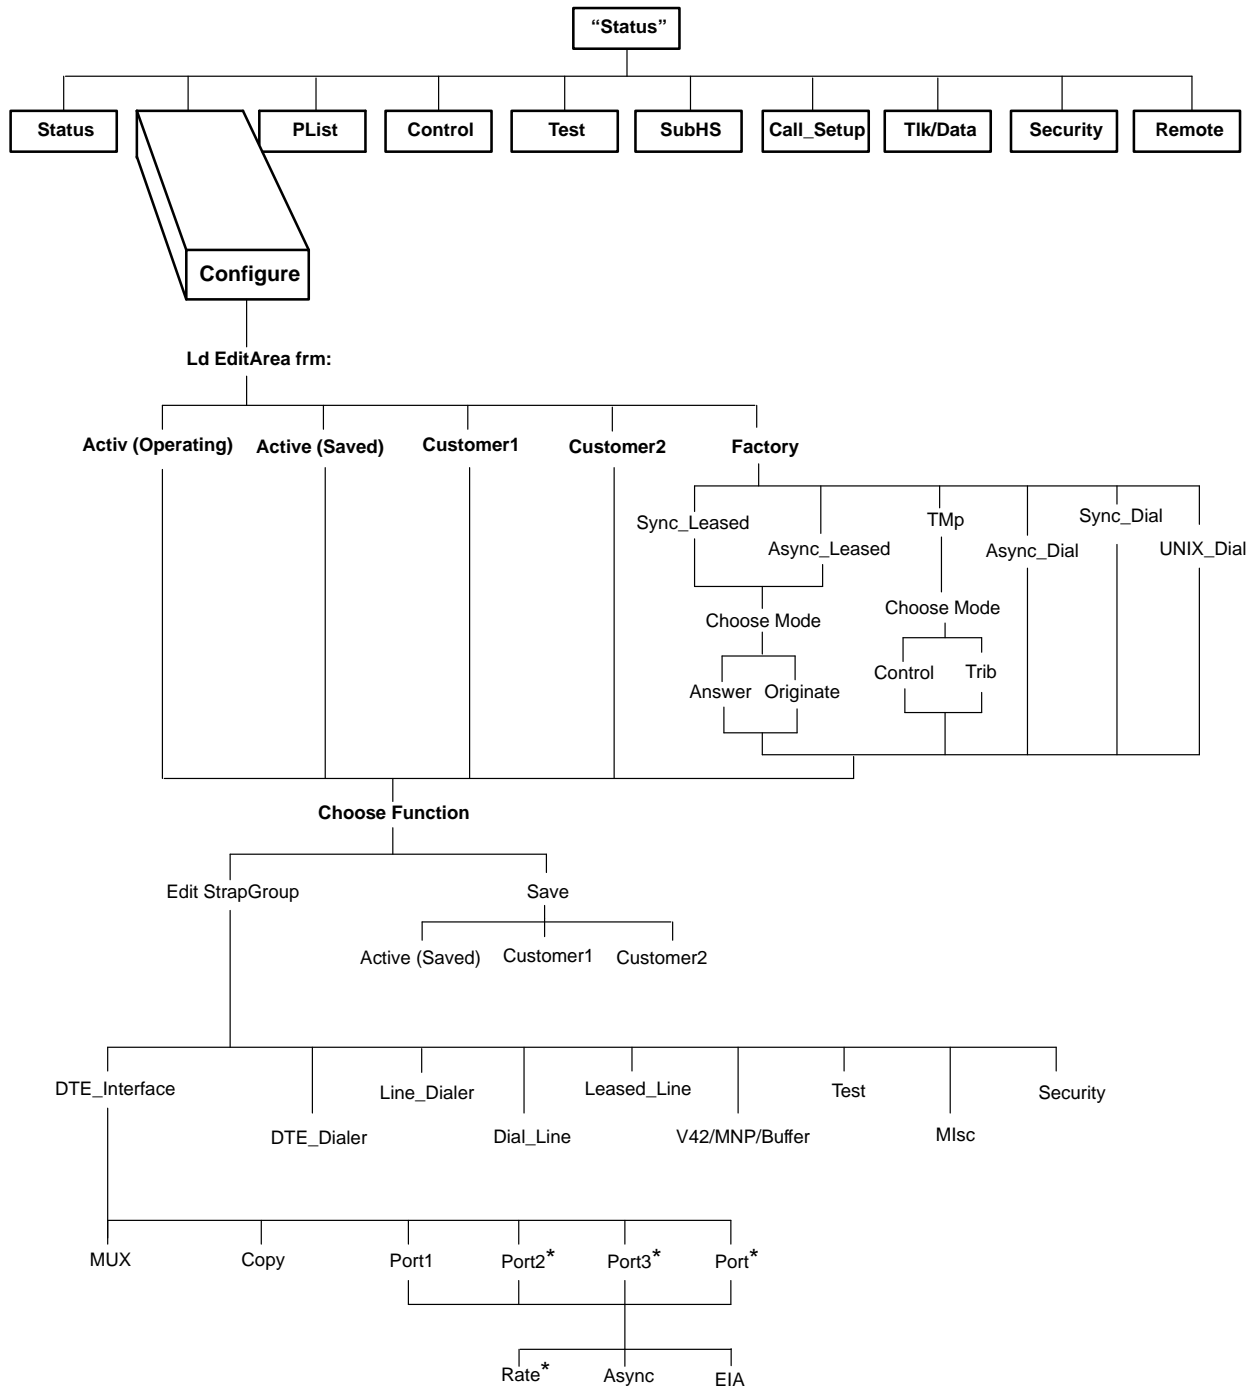 “Status”
Status
PList
Control
Test
SubHS
Call_Setup
Tlk/Data
Security
Remote
Configure
Ld EditArea frm:
Activ (Operating)
Active (Saved)
Customer1
Customer2
Factory
Sync_Leased
Async_Leased
TMp
Async_Dial
Sync_Dial
UNIX_Dial
Choose Mode
Choose Mode
Answer
Originate
Control
Trib
Choose Function
Edit StrapGroup
Save
Active (Saved)
Customer1
Customer2
DTE_Interface
DTE_Dialer
Line_Dialer
Dial_Line
Leased_Line
V42/MNP/Buffer
Test
MIsc
Security
MUX
Copy
Port1
Port2*
Port3*
Port*
Rate*
Async
EIA